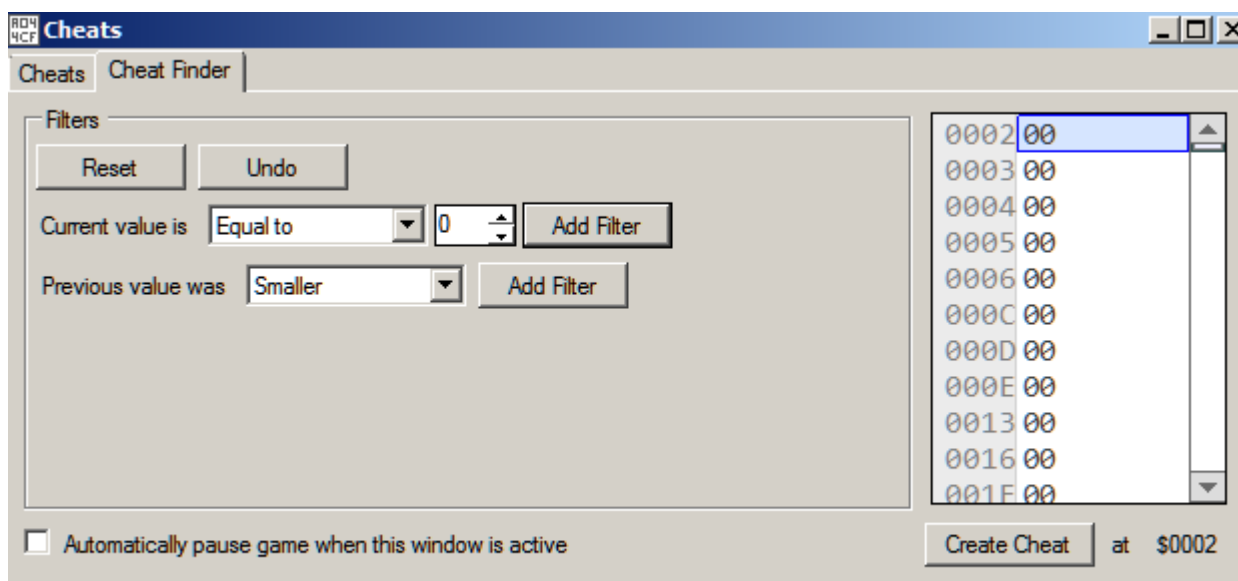 Cheats
Cheats Cheat Finder
Filters
Reset Undo
Current value is Equal to 0 Add Filter
Previous value was Smaller Add Filter
0002 00
0003 00
0004 00
0005 00
0006 00
000C 00
000D 00
000E 00
0013 00
0016 00
001F 00
Automatically pause game when this window is active
Create Cheat at $0002